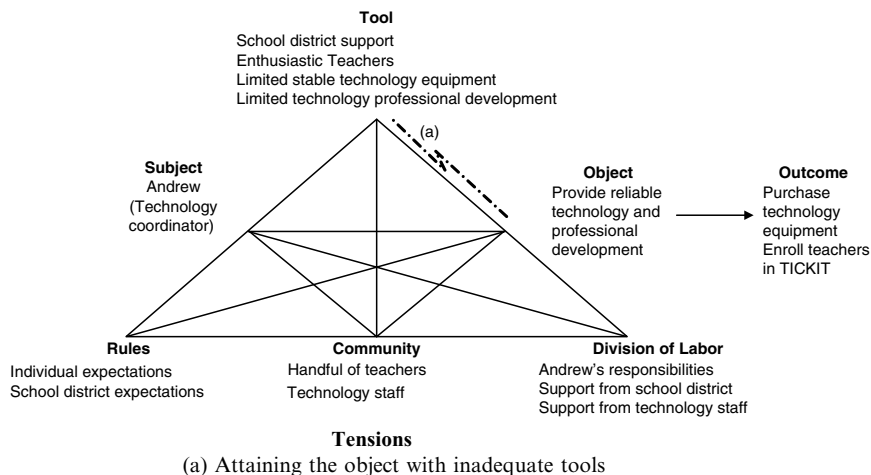 Tool
School district support
Enthusiastic Teachers
Limited stable technology equipment
Limited technology professional development
(a)
Subject
Andrew
(Technology
coordinator)
Object
Provide reliable
technology and
professional
development
Outcome
Purchase
technology
equipment
Enroll teachers
in TICKIT
Rules
Individual expectations
School district expectations
Community
Handful of teachers
Technology staff
Division of Labor
Andrew's responsibilities
Support from school district
Support from technology staff
Tensions
(a) Attaining the object with inadequate tools